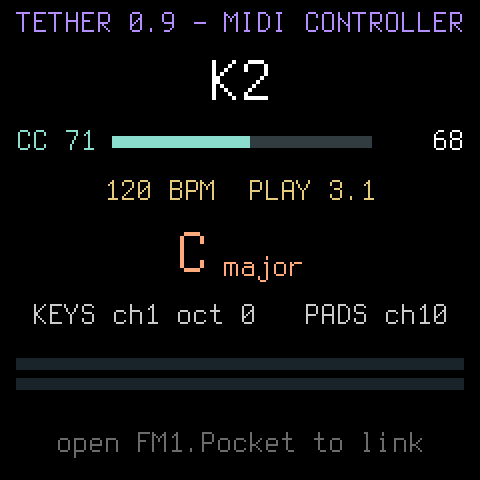 TETHER 0.9 - MIDI CONTROLLER
K2
CC 71 68
120 BPM PLAY 3.1
C major
KEYS ch1 oct 0 PADS ch10
open FM1.Pocket to link